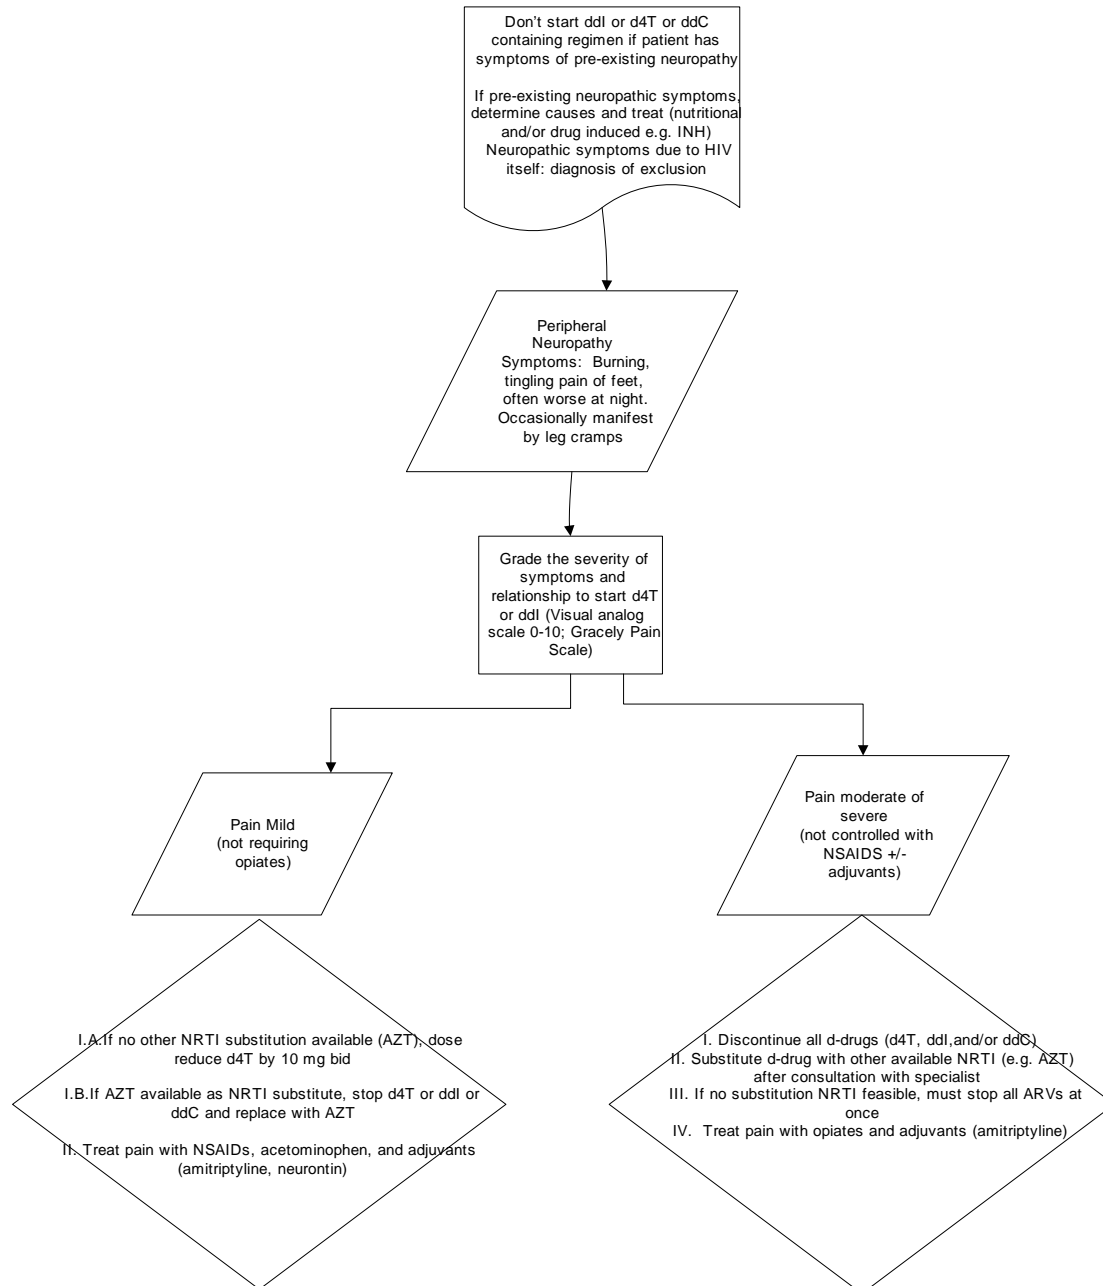 Don't start ddI or d4T or ddC
containing regimen if patient has
symptoms of pre-existing neuropathy
If pre-existing neuropathic symptoms,
determine causes and treat (nutritional
and/or drug induced e.g. INH)
Neuropathic symptoms due to HIV
itself: diagnosis of exclusion
Peripheral
Neuropathy
Symptoms: Burning,
tingling pain of feet,
often worse at night.
Occasionally manifest
by leg cramps
Grade the severity of
symptoms and
relationship to start d4T
or ddI (Visual analog
scale 0-10; Gracely Pain
Scale)
Pain Mild
(not requiring
opiates)
Pain moderate of
severe
(not controlled with
NSAIDS +/-
adjuvants)
I.A.If no other NRTI substitution available (AZT), dose
reduce d4T by 10 mg bid
I.B.If AZT available as NRTI substitute, stop d4T or ddI or
ddC and replace with AZT
II. Treat pain with NSAIDs, acetominophen, and adjuvants
(amitriptyline, neurontin)
I. Discontinue all d-drugs (d4T, ddI,and/or ddC)
II. Substitute d-drug with other available NRTI (e.g. AZT)
after consultation with specialist
III. If no substitution NRTI feasible, must stop all ARVs at
once
IV. Treat pain with opiates and adjuvants (amitriptyline)